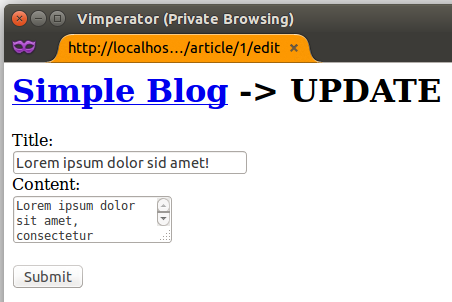 Vimperator (Private Browsing)
http://localhos.../article/1/edit
Simple Blog -> UPDATE
Title:
Lorem ipsum dolor sid amet!
Content:
Lorem ipsum dolor
sit amet,
consectetur
Submit